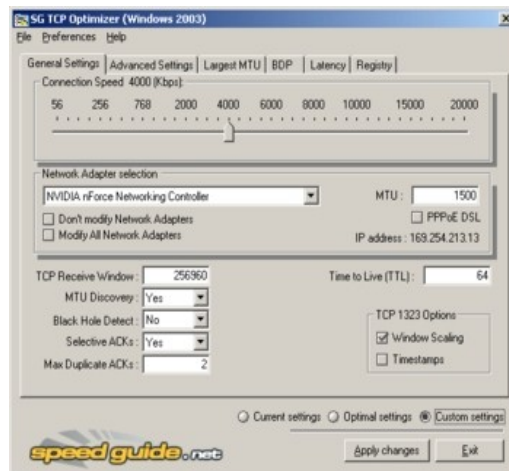 SG TCP Optimizer (Windows 2003)
File Preferences Help
General Settings Advanced Settings Largest MTU BDP Latency Registry
Connection Speed 4000 (Kbps):
56 256 768 2000 4000 6000 8000 10000 15000 20000
Network Adapter selection
NVIDIA nForce Networking Controller
MTU : 1500
Don't modify Network Adapters
PPPoE DSL
Modify All Network Adapters
IP address : 169.254.213.13
TCP Receive Window : 256960
Time to Live (TTL) : 64
MTU Discovery : Yes
Black Hole Detect : No
TCP 1323 Options
Selective ACKs : Yes
Window Scaling
Max Duplicate ACKs : 2
Timestamps
Current settings Optimal settings Custom settings
speed guide.net
Apply changes Exit